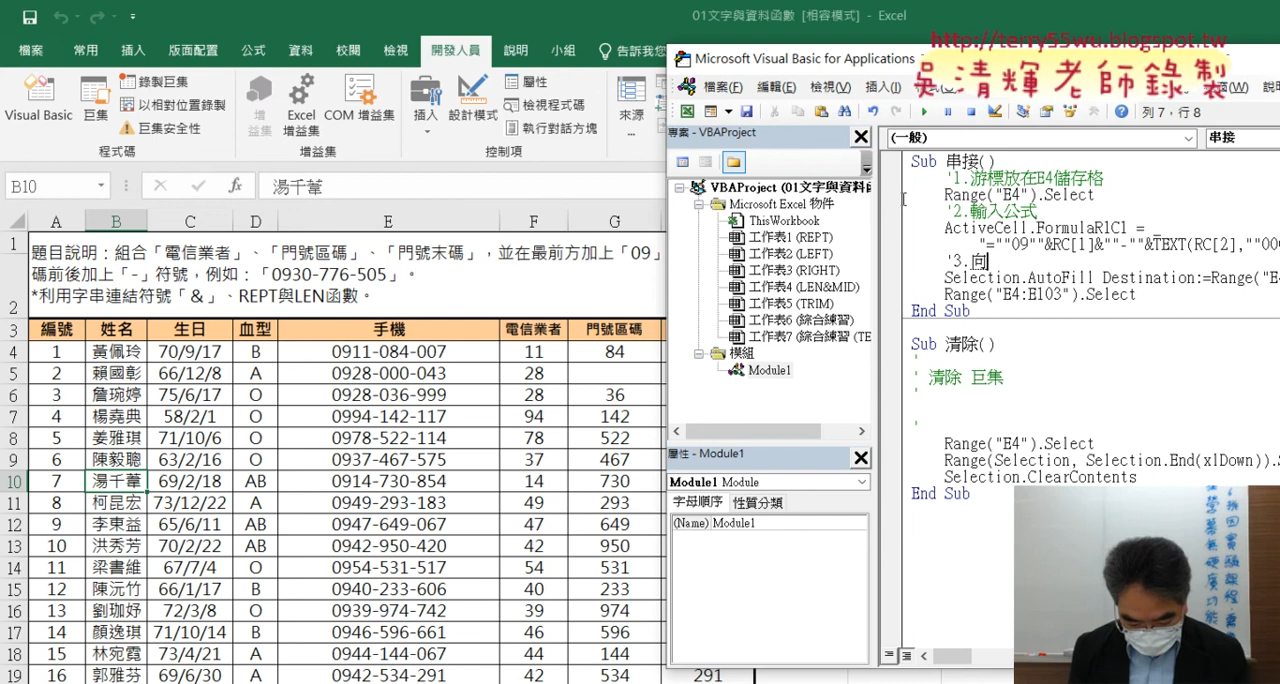 01文字與資料函數 [相容模式] - Excel
http://terry55wu.blogspot.tw
吳清輝老師錄製
檔案 常用 插入 版面配置 公式 資料 校閱 檢視 開發人員 說明 小組 告訴我您
Visual Basic
巨集
錄製巨集
以相對位置錄製
巨集安全性
程式碼
增益集
Excel 增益集
COM 增益集
增益集
插入
設計模式
屬性
檢視程式碼
執行對話方塊
控制項
來源
B10
fx
湯千葦
A B C D E F G
1 題目說明：組合「電信業者」、「門號區碼」、「門號末碼」，並在最前方加上「09」
碼前後加上「-」符號，例如：「0930-776-505」。
2 *利用字串連結符號「&」、REPT與LEN函數。
3 編號 姓名 生日 血型 手機 電信業者 門號區碼
4 1 黃佩玲 70/9/17 B 0911-084-007 11 84
5 2 賴國彰 66/12/8 A 0928-000-043 28
6 3 詹琬婷 75/6/17 O 0928-036-999 28 36
7 4 楊堯典 58/2/1 O 0994-142-117 94 142
8 5 姜雅琪 71/10/6 O 0978-522-114 78 522
9 6 陳毅聰 63/2/16 O 0937-467-575 37 467
10 7 湯千葦 69/2/18 AB 0914-730-854 14 730
11 8 柯昆宏 73/12/22 A 0949-293-183 49 293
12 9 李東益 65/6/11 AB 0947-649-067 47 649
13 10 洪秀芳 70/2/22 AB 0942-950-420 42 950
14 11 梁書維 67/7/4 O 0954-531-517 54 531
15 12 陳沅竹 66/1/17 B 0940-233-606 40 233
16 13 劉珈妤 72/3/8 O 0939-974-742 39 974
17 14 顏逸琪 71/10/14 B 0946-596-661 46 596
18 15 林宛霓 73/4/21 A 0944-144-067 44 144
19 16 郭雅芬 69/6/30 A 0942-534-291 42 534 291
Microsoft Visual Basic for Applications
檔案(F) 編輯(E) 檢視(V) 插入(I)
列 7，行 8
專案 - VBAProject
VBAProject (01文字與資料
Microsoft Excel 物件
ThisWorkbook
工作表1 (REPT)
工作表2 (LEFT)
工作表3 (RIGHT)
工作表4 (LEN&MID)
工作表5 (TRIM)
工作表6 (綜合練習)
工作表7 (綜合練習 (TE
模組
Module1
屬性 - Module1
Module1 Module
字母順序 性質分類
(Name) Module1
(一般)
串接
Sub 串接()
'1.游標放在E4儲存格
Range("E4").Select
'2.輸入公式
ActiveCell.FormulaR1C1 = _
"=""09""&RC[1]&""-""&TEXT(RC[2],""00
'3.向
Selection.AutoFill Destination:=Range("E
Range("E4:E103").Select
End Sub
Sub 清除()
'
' 清除 巨集
'
'
Range("E4").Select
Range(Selection, Selection.End(xlDown)).S
Selection.ClearContents
End Sub